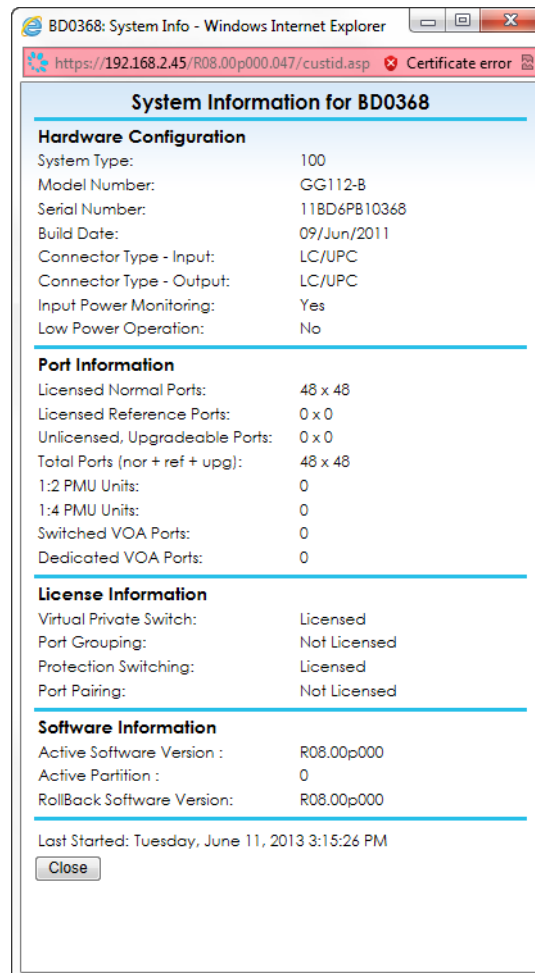 BD0368: System Info - Windows Internet Explorer
https://192.168.2.45/R08.00p000.047/custid.asp Certificate error
System Information for BD0368
Hardware Configuration
System Type: 100
Model Number: GG112-B
Serial Number: 11BD6PB10368
Build Date: 09/Jun/2011
Connector Type - Input: LC/UPC
Connector Type - Output: LC/UPC
Input Power Monitoring: Yes
Low Power Operation: No
Port Information
Licensed Normal Ports: 48 x 48
Licensed Reference Ports: 0 x 0
Unlicensed, Upgradeable Ports: 0 x 0
Total Ports (nor + ref + upg): 48 x 48
1:2 PMU Units: 0
1:4 PMU Units: 0
Switched VOA Ports: 0
Dedicated VOA Ports: 0
License Information
Virtual Private Switch: Licensed
Port Grouping: Not Licensed
Protection Switching: Licensed
Port Pairing: Not Licensed
Software Information
Active Software Version : R08.00p000
Active Partition : 0
RollBack Software Version: R08.00p000
Last Started: Tuesday, June 11, 2013 3:15:26 PM
Close